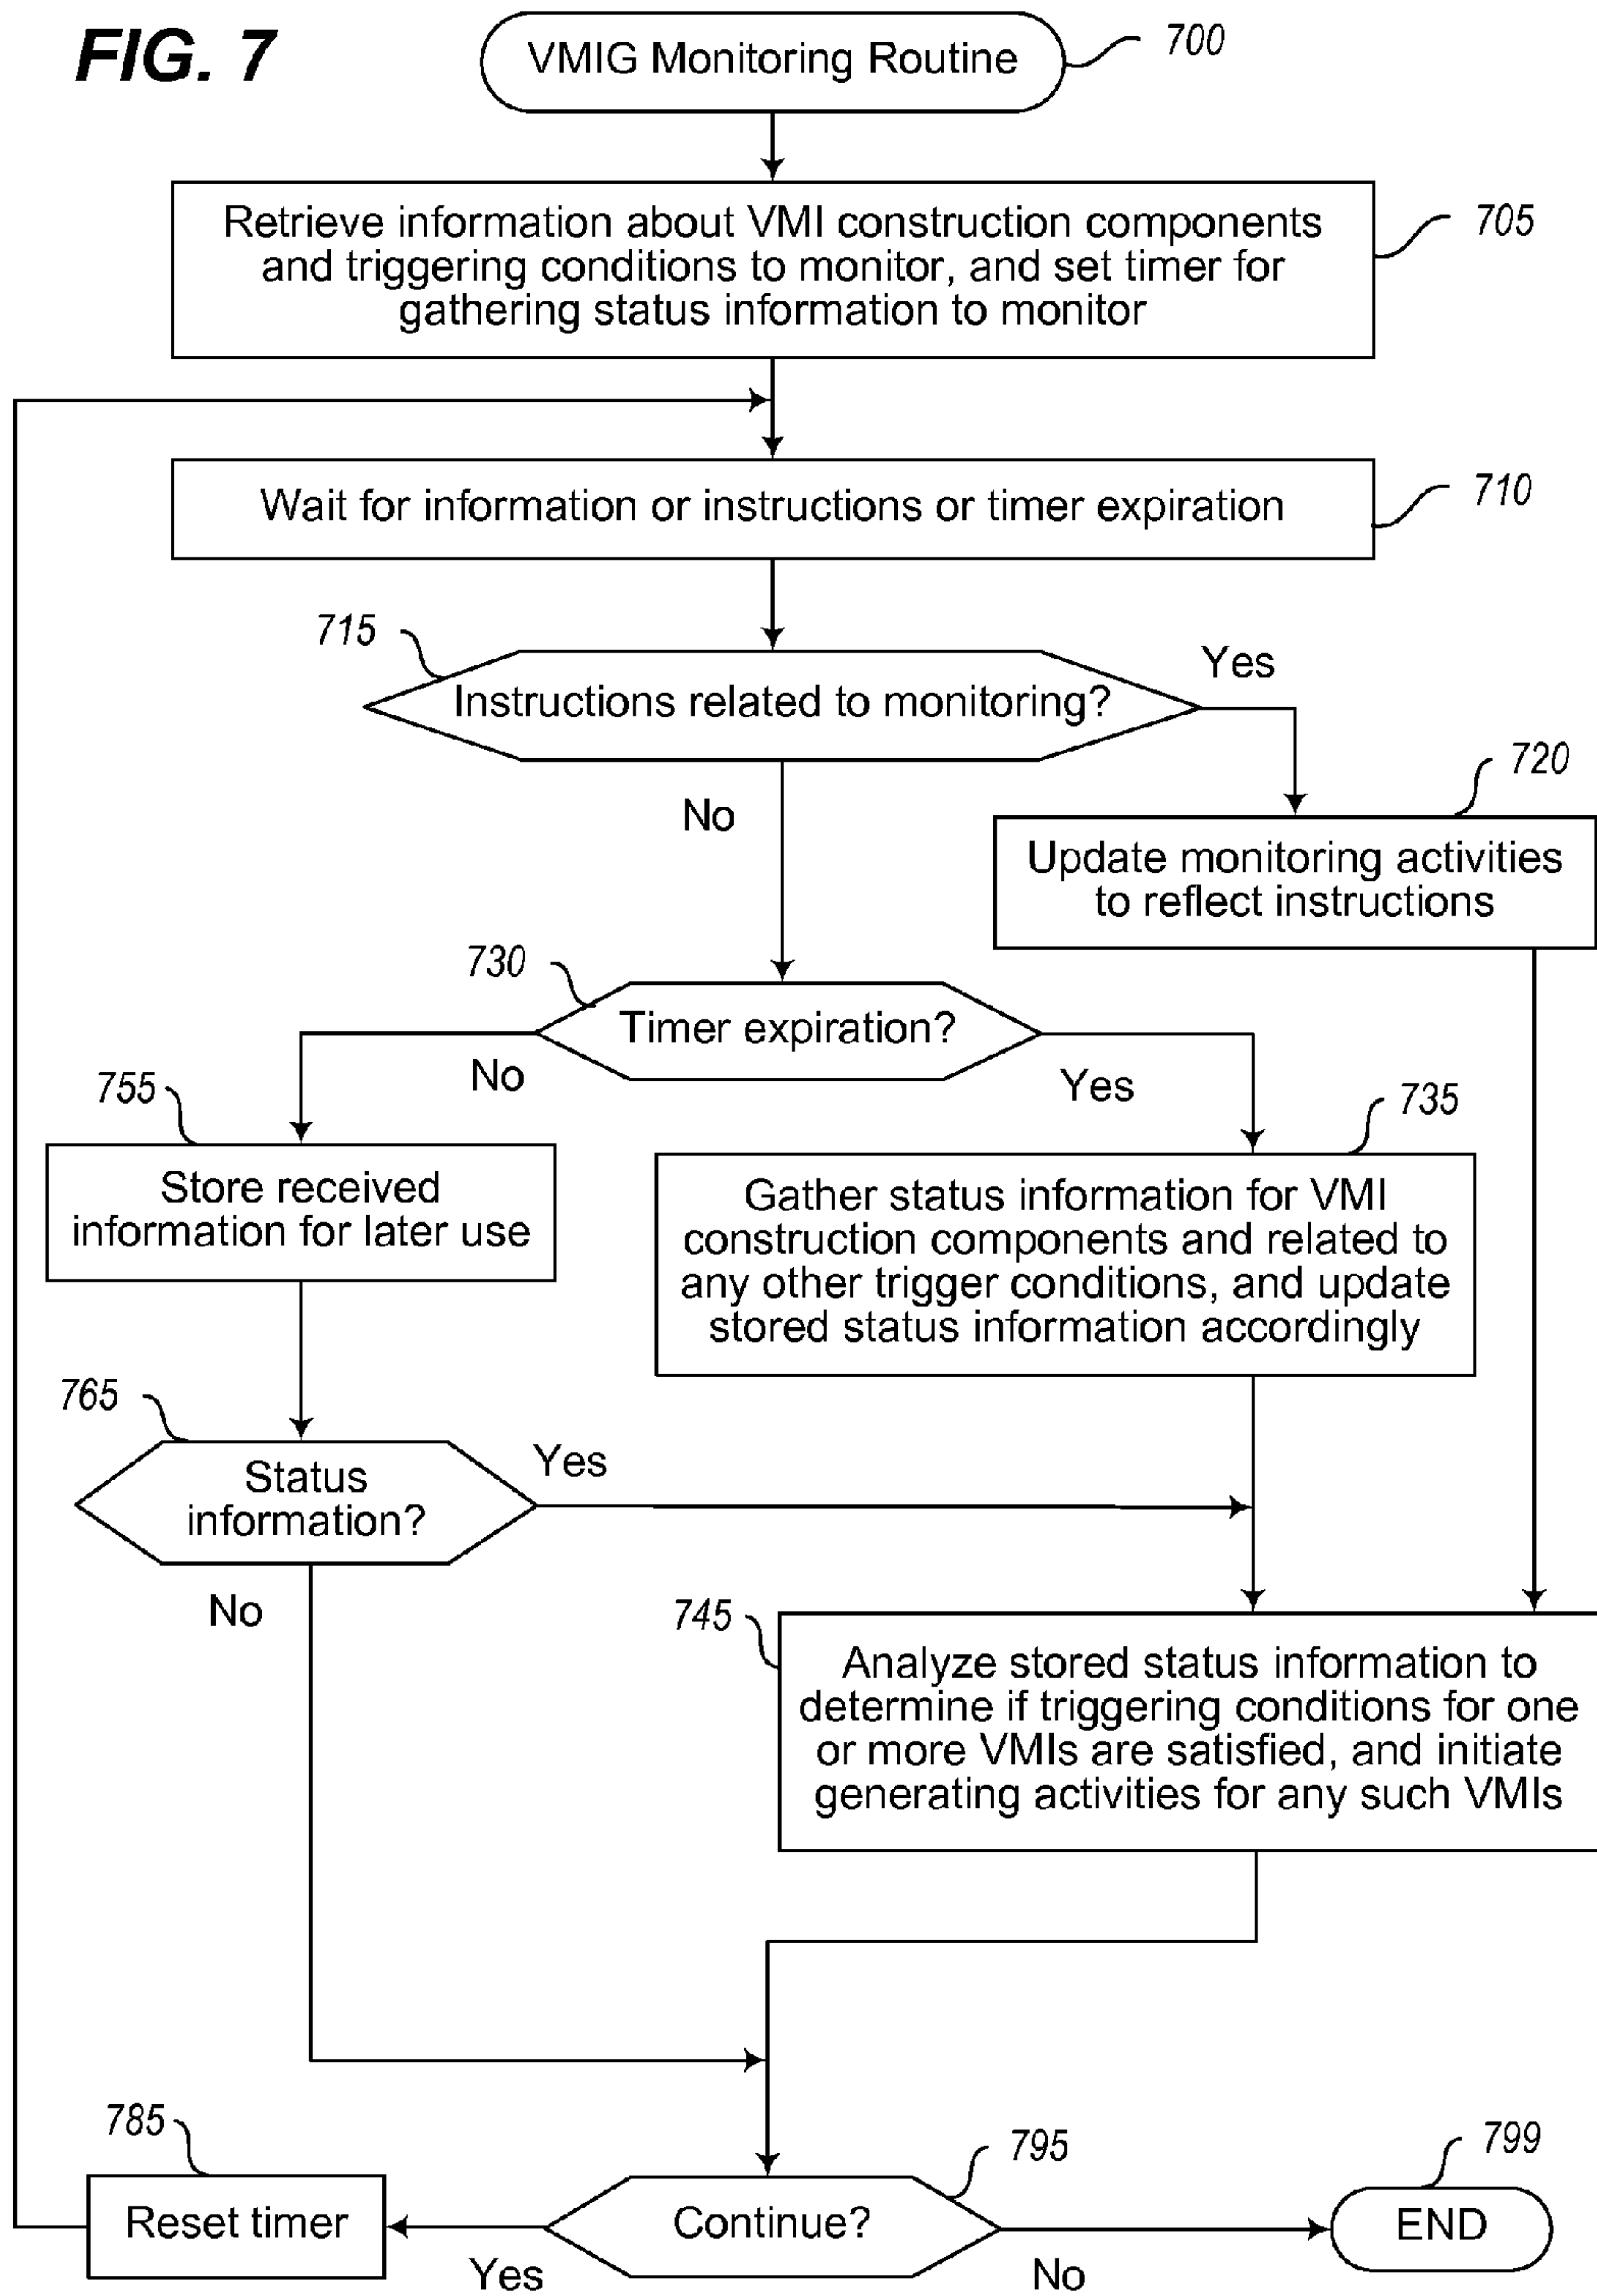 FIG. 7
VMIG Monitoring Routine
700
Retrieve information about VMI construction components
and triggering conditions to monitor, and set timer for
gathering status information to monitor
705
Wait for information or instructions or timer expiration
710
715
Instructions related to monitoring?
Yes
No
720
Update monitoring activities
to reflect instructions
730
Timer expiration?
No
Yes
755
Store received
information for later use
735
Gather status information for VMI
construction components and related to
any other trigger conditions, and update
stored status information accordingly
765
Status
information?
Yes
No
745
Analyze stored status information to
determine if triggering conditions for one
or more VMIs are satisfied, and initiate
generating activities for any such VMIs
785
Reset timer
795
Continue?
Yes
No
799
END